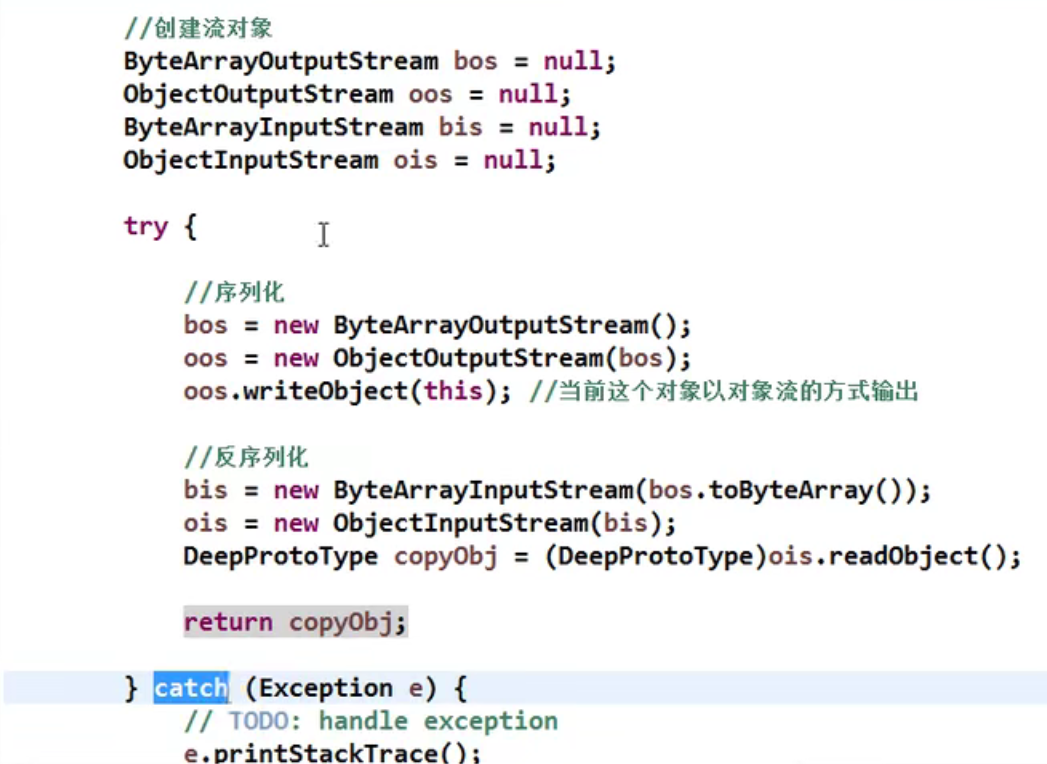 //创建流对象
ByteArrayOutputStream bos = null;
ObjectOutputStream oos = null;
ByteArrayInputStream bis = null;
ObjectInputStream ois = null;
try {
//序列化
bos = new ByteArrayOutputStream();
oos = new ObjectOutputStream(bos);
oos.writeObject(this); //当前这个对象以对象流的方式输出
//反序列化
bis = new ByteArrayInputStream(bos.toByteArray());
ois = new ObjectInputStream(bis);
DeepProtoType copyObj = (DeepProtoType)ois.readObject();
return copyObj;
} catch (Exception e) {
// TODO: handle exception
e.printStackTrace();